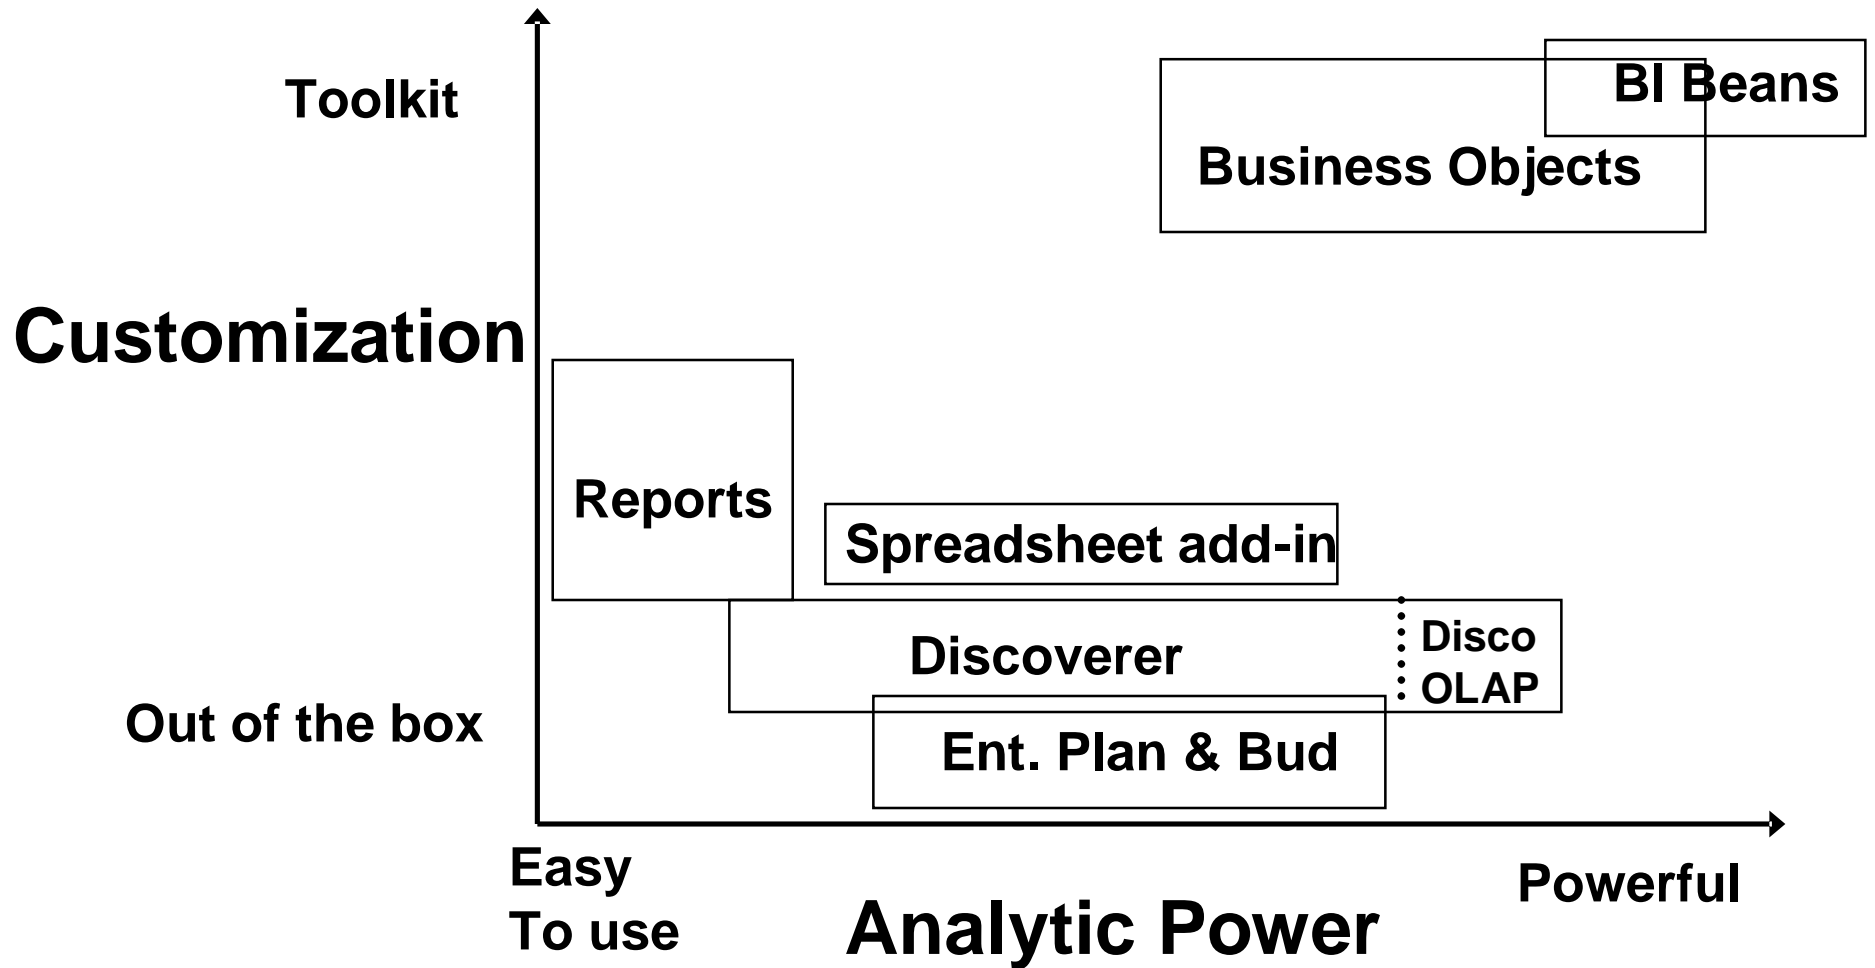 Toolkit
BI Beans
Business Objects
Customization
Reports
Spreadsheet add-in
Discoverer
Disco
OLAP
Out of the box
Ent. Plan & Bud
Easy
To use
Powerful
Analytic Power